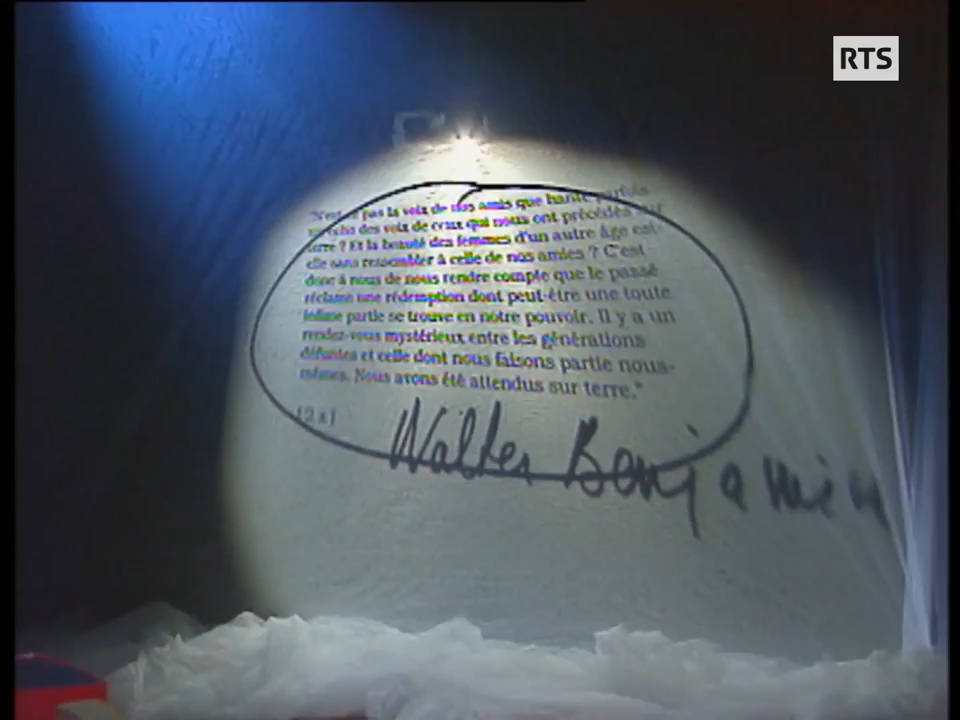 RTS
"N'est-ce pas la voix de nos amis que hante parfois
un écho des voix de ceux qui nous ont précédés sur
terre ? Et la beauté des femmes d'un autre âge est-
elle sans ressembler à celle de nos amies ? C'est
donc à nous de nous rendre compte que le passé
réclame une rédemption dont peut-être une toute
infime partie se trouve en notre pouvoir. Il y a un
rendez-vous mystérieux entre les générations
défuntes et celle dont nous faisons partie nous-
mêmes. Nous avons été attendus sur terre."
Walter Benjamin